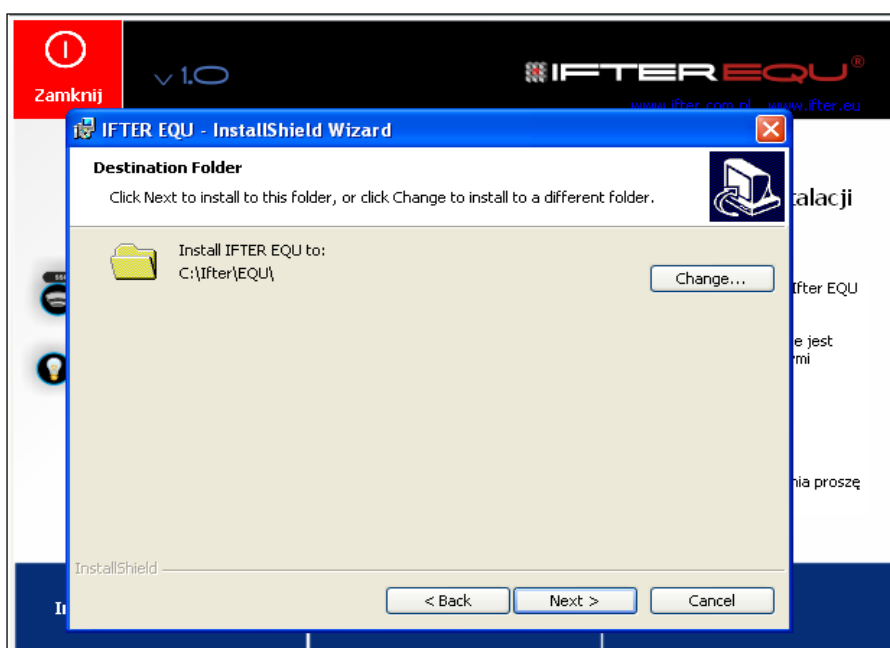 Zamknij
v 1.0
IFTER EQU®
www.ifter.com.pl www.ifter.eu
IFTER EQU - InstallShield Wizard
Destination Folder
Click Next to install to this folder, or click Change to install to a different folder.
talacji
Install IFTER EQU to:
C:\Ifter\EQU\
Change...
Ifter EQU
e jest
mi
nia proszę
InstallShield
< Back
Next >
Cancel